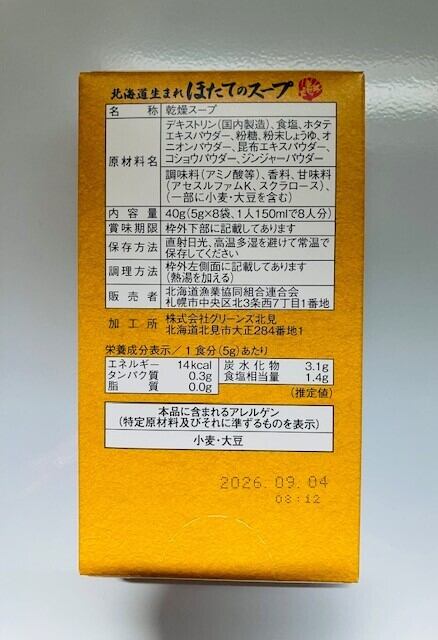 北海道生まれ ほたてのスープ
名称 乾燥スープ
原材料名 デキストリン(国内製造)、食塩、ホタテ
エキスパウダー、粉糖、粉末しょうゆ、オ
ニオンパウダー、昆布エキスパウダー、
コショウパウダー、ジンジャーパウダー
調味料(アミノ酸等)、香料、甘味料
(アセスルファムK、スクラロース)、
(一部に小麦・大豆を含む)
内容量 40g(5g×8袋、1人150mlで8人分)
賞味期限 枠外下部に記載してあります
保存方法 直射日光、高温多湿を避けて常温で
保存してください
調理方法 枠外左側面に記載してあります
(熱湯を加える)
販売者 北海道漁業協同組合連合会
札幌市中央区北3条西7丁目1番地
加工所 株式会社グリーンズ北見
北海道北見市大正284番地1
栄養成分表示/1食分(5g)あたり
エネルギー 14kcal 炭水化物 3.1g
タンパク質 0.3g 食塩相当量 1.4g
脂質 0.0g
(推定値)
本品に含まれるアレルゲン
(特定原材料及びそれに準ずるものを表示)
小麦・大豆
2026.09.04
08:12